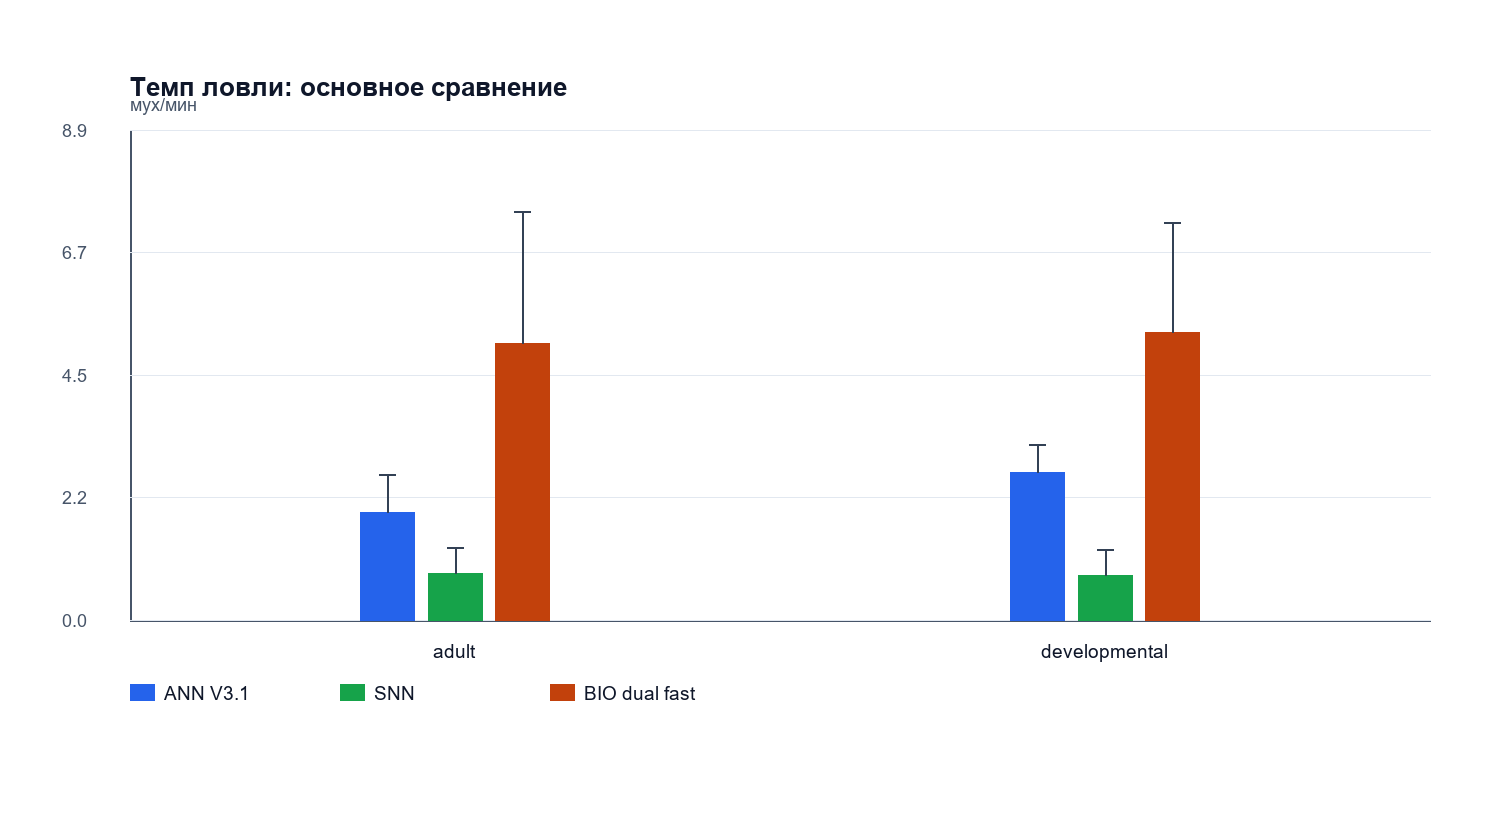 Темп ловли: основное сравнение
мух/мин
8.9
6.7
4.5
2.2
0.0
adult developmental
ANN V3.1 SNN BIO dual fast